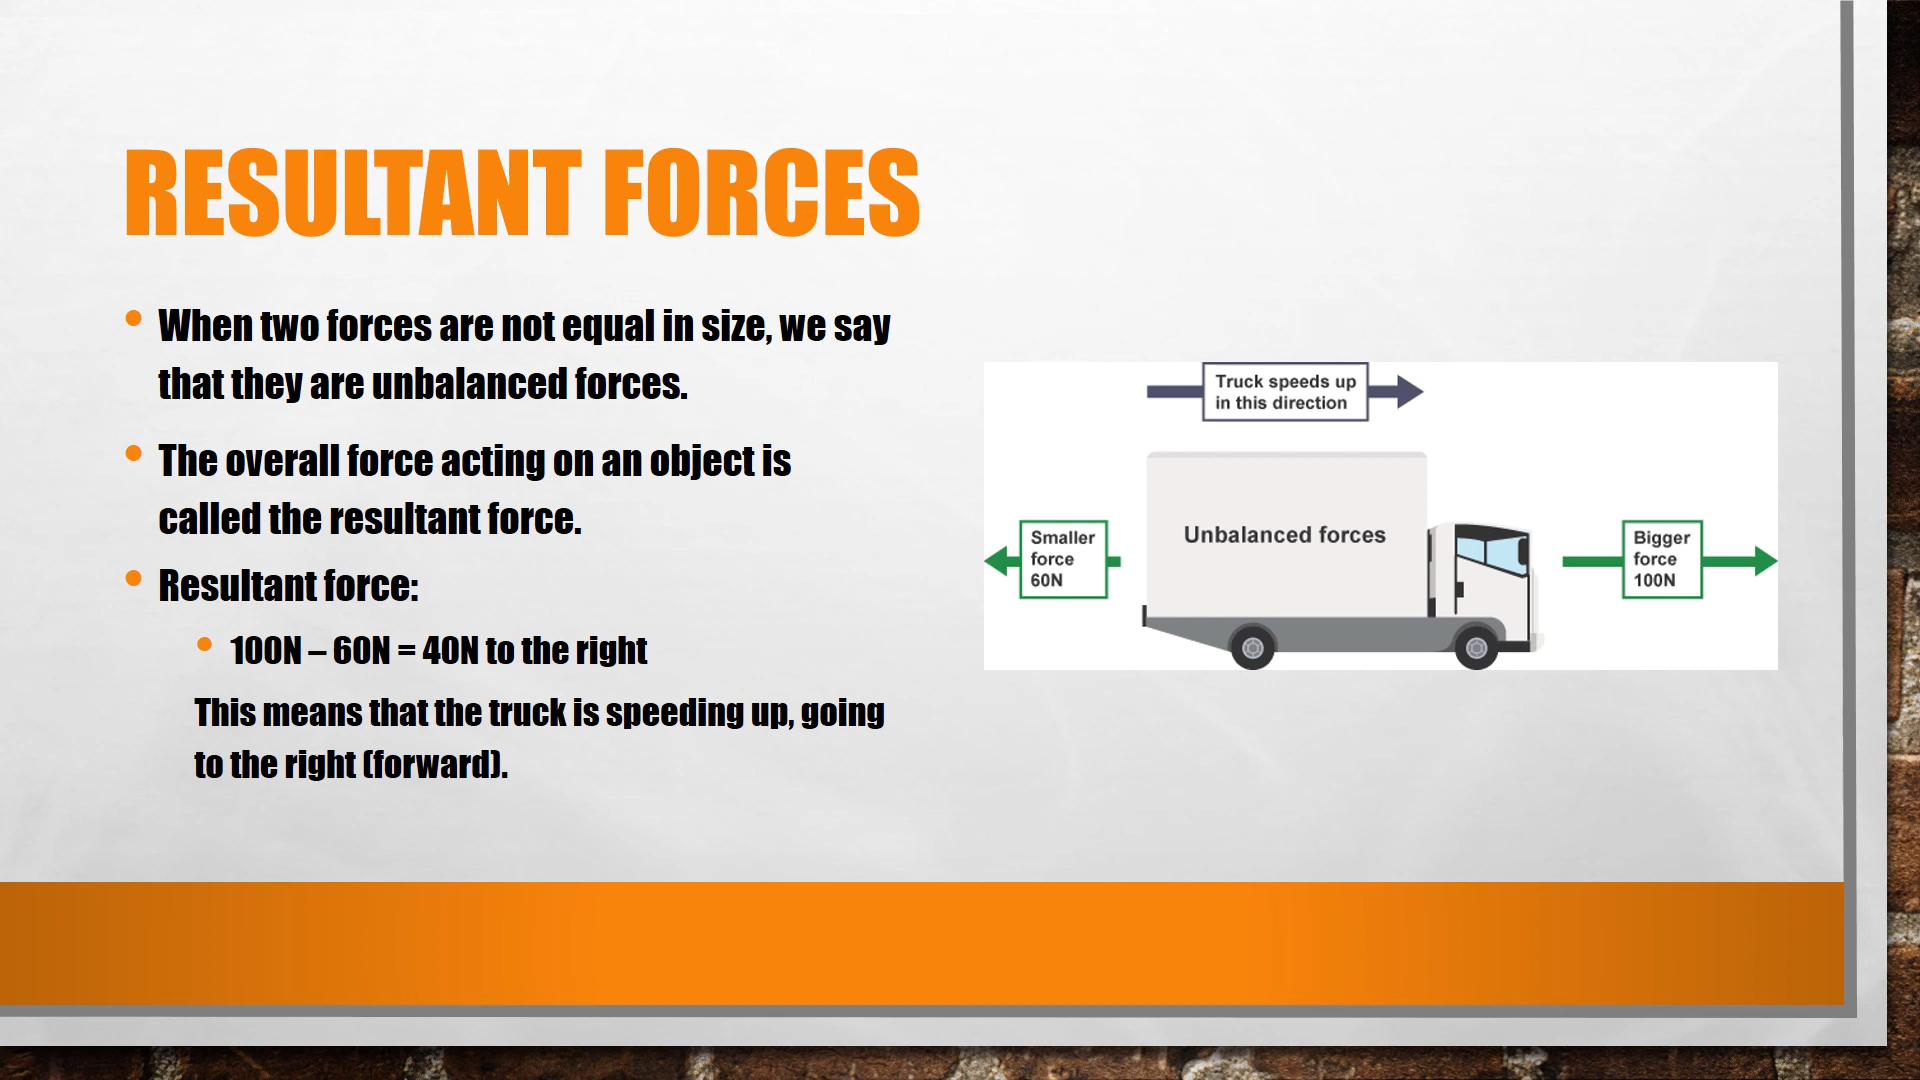 RESULTANT FORCES
When two forces are not equal in size, we say
that they are unbalanced forces.
The overall force acting on an object is
called the resultant force.
Resultant force:
100N – 60N = 40N to the right
This means that the truck is speeding up, going
to the right (forward).
Truck speeds up
in this direction
Unbalanced forces
Smaller
force
60N
Bigger
force
100N